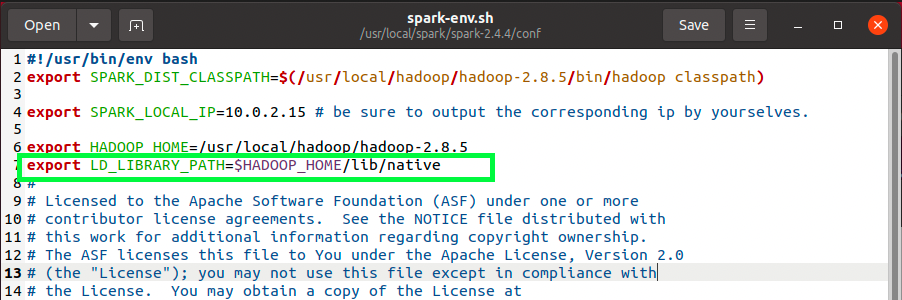 Open
spark-env.sh
/usr/local/spark/spark-2.4.4/conf
Save
1 #!/usr/bin/env bash
2 export SPARK_DIST_CLASSPATH=$(/usr/local/hadoop/hadoop-2.8.5/bin/hadoop classpath)
3
4 export SPARK_LOCAL_IP=10.0.2.15 # be sure to output the corresponding ip by yourselves.
5
6 export HADOOP_HOME=/usr/local/hadoop/hadoop-2.8.5
7 export LD_LIBRARY_PATH=$HADOOP_HOME/lib/native
8 #
9 # Licensed to the Apache Software Foundation (ASF) under one or more
10 # contributor license agreements.  See the NOTICE file distributed with
11 # this work for additional information regarding copyright ownership.
12 # The ASF licenses this file to You under the Apache License, Version 2.0
13 # (the "License"); you may not use this file except in compliance with
14 # the License.  You may obtain a copy of the License at